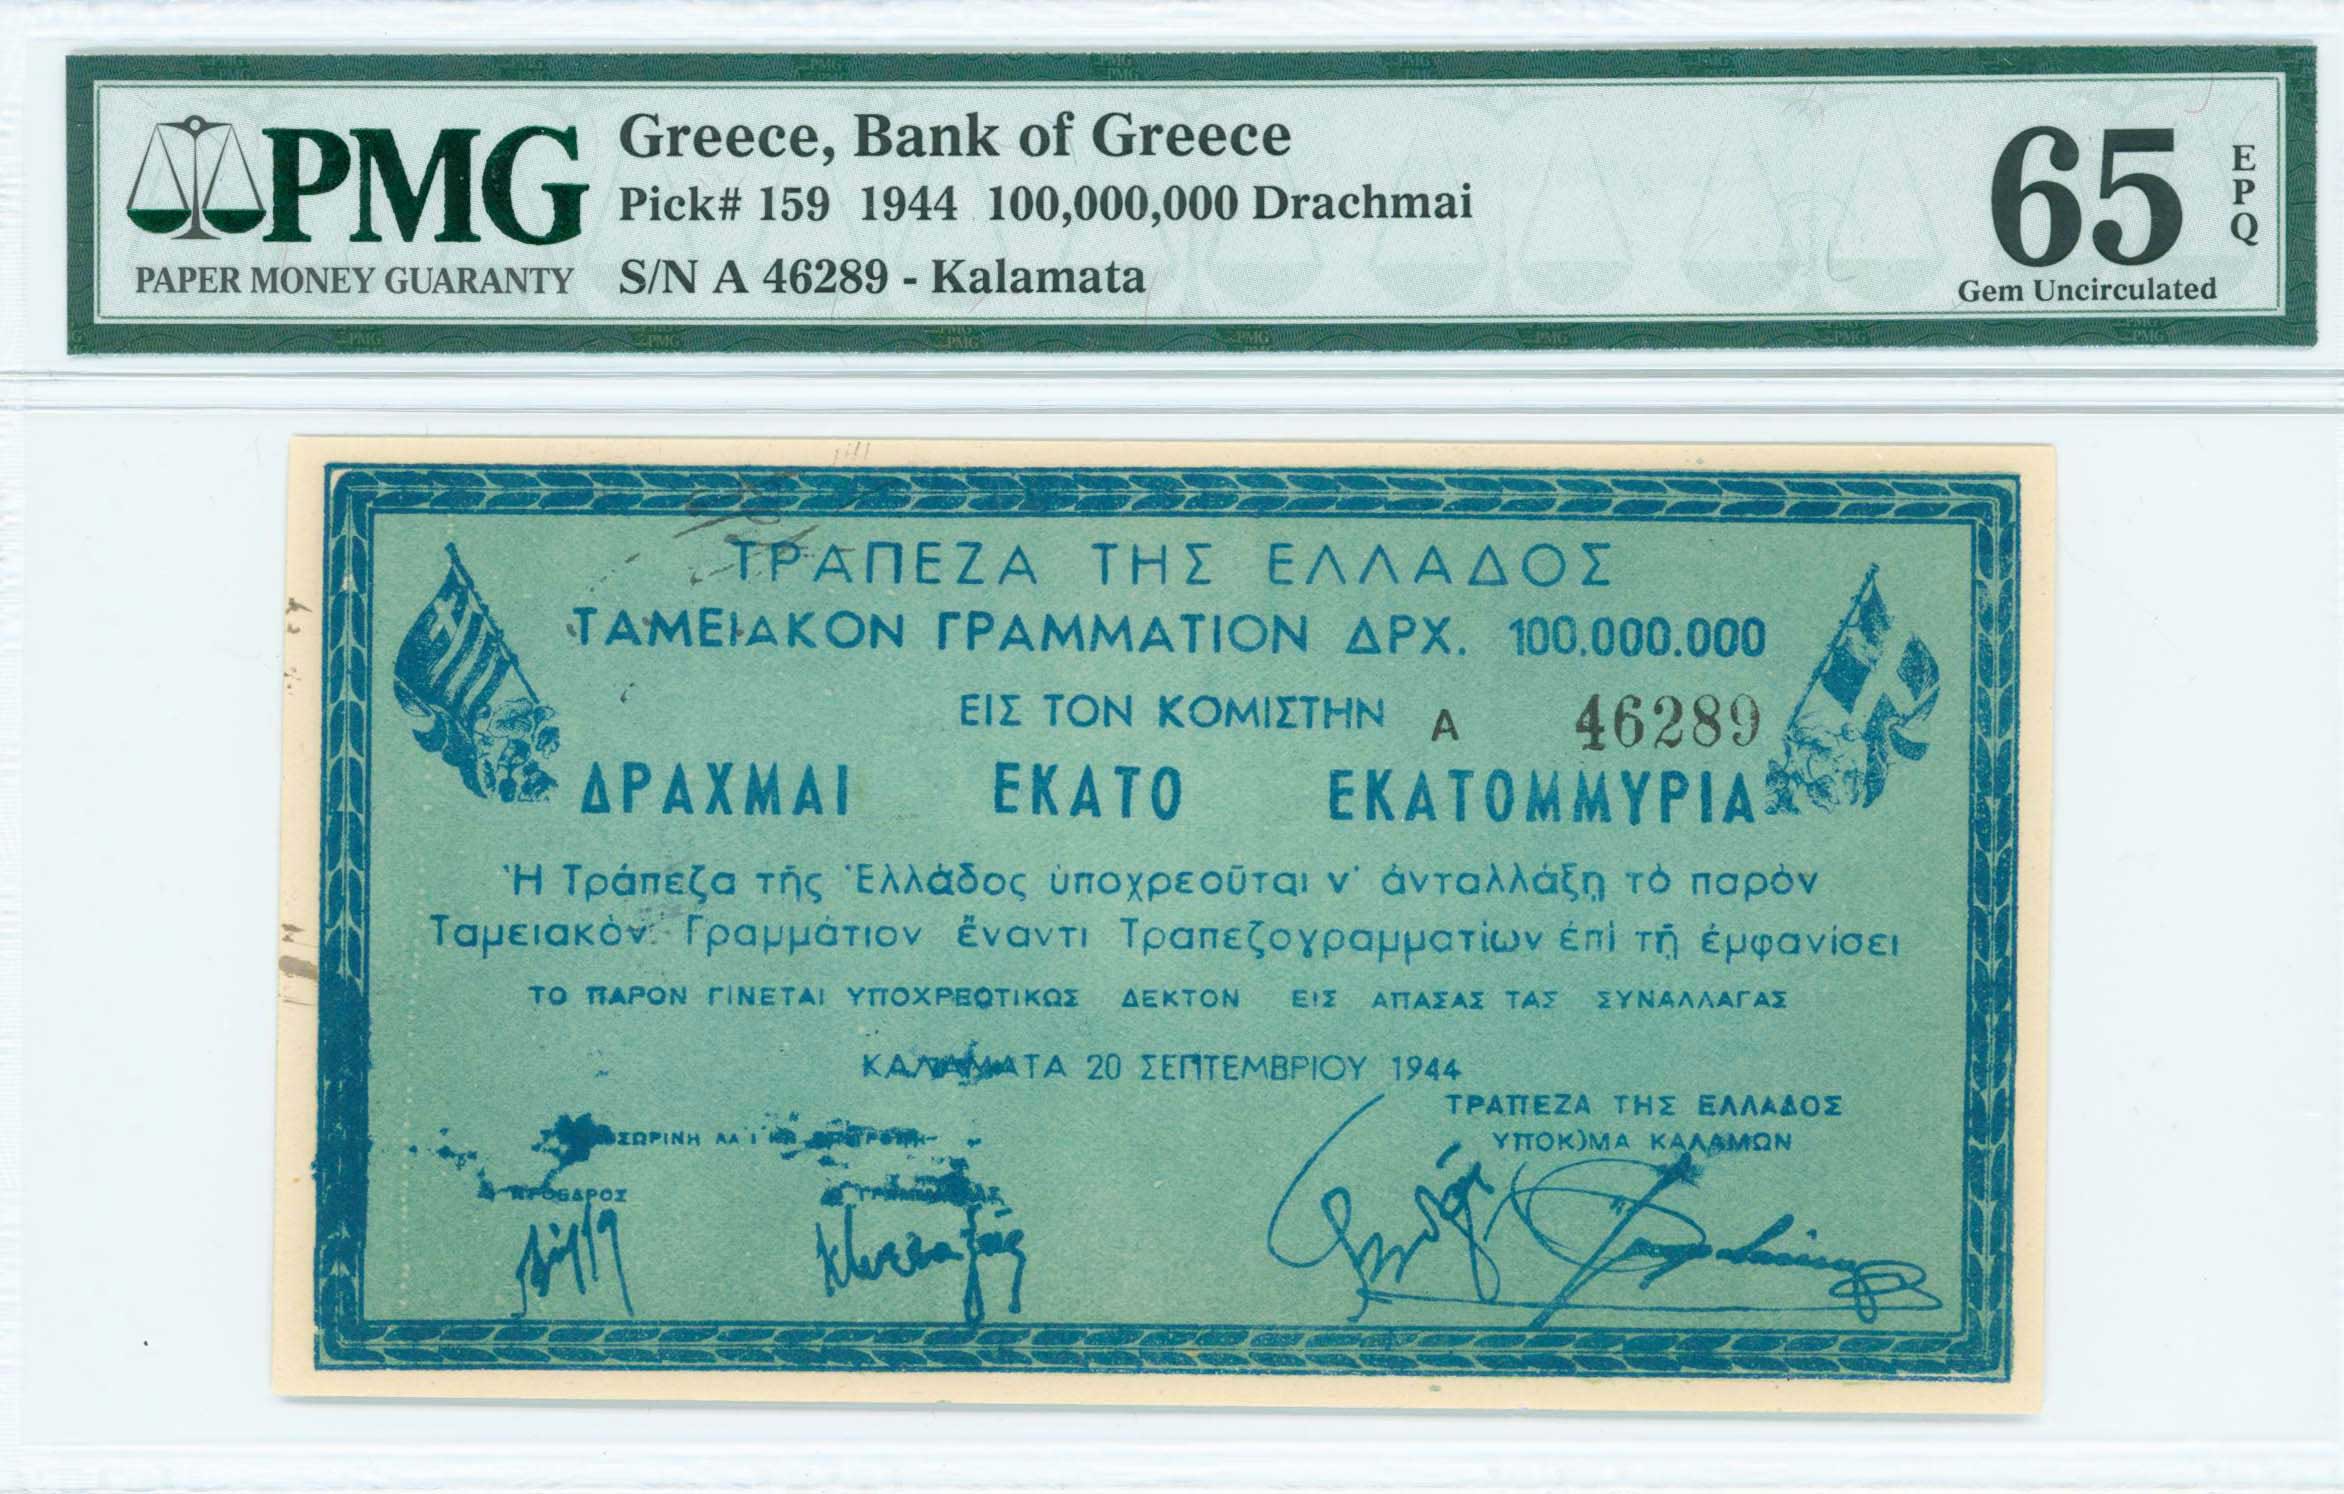 PMG
PAPER MONEY GUARANTY
Greece, Bank of Greece
Pick# 159 1944 100,000,000 Drachmai
S/N A 46289 - Kalamata
65
EPQ
Gem Uncirculated
ΤΡΑΠΕΖΑ ΤΗΣ ΕΛΛΑΔΟΣ
ΤΑΜΕΙΑΚΟΝ ΓΡΑΜΜΑΤΙΟΝ ΔΡΧ. 100.000.000
ΕΙΣ ΤΟΝ ΚΟΜΙΣΤΗΝ Α 46289
ΔΡΑΧΜΑΙ ΕΚΑΤΟ ΕΚΑΤΟΜΜΥΡΙΑ
Ἡ Τράπεζα τῆς Ἑλλάδος ὑποχρεοῦται ν' ἀνταλλάξῃ τὸ παρὸν
Ταμειακὸν Γραμμάτιον ἔναντι Τραπεζογραμματίων ἐπὶ τῇ ἐμφανίσει
ΤΟ ΠΑΡΟΝ ΓΙΝΕΤΑΙ ΥΠΟΧΡΕΩΤΙΚΩΣ ΔΕΚΤΟΝ ΕΙΣ ΑΠΑΣΑΣ ΤΑΣ ΣΥΝΑΛΛΑΓΑΣ
ΚΑΛΑΜΑΤΑ 20 ΣΕΠΤΕΜΒΡΙΟΥ 1944
ΤΡΑΠΕΖΑ ΤΗΣ ΕΛΛΑΔΟΣ
ΥΠΟΚ)ΜΑ ΚΑΛΑΜΩΝ